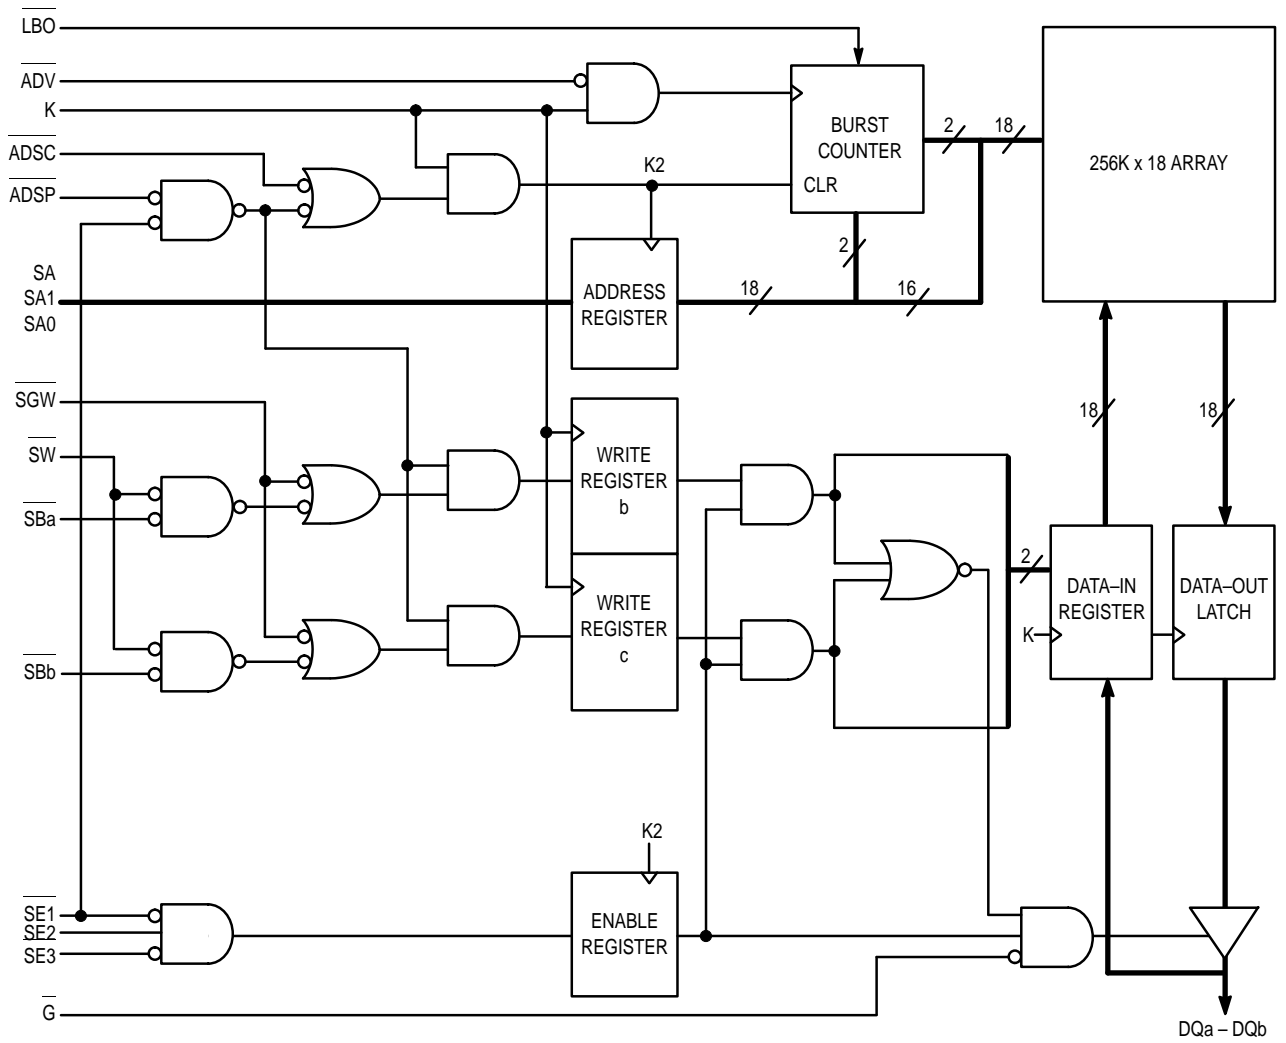 LBO
ADV
K
ADSC
ADSP
K2
BURST
COUNTER
CLR
2
18
256K x 18 ARRAY
2
SA
SA1
SA0
ADDRESS
REGISTER
18
16
SGW
SW
SBa
SBb
WRITE
REGISTER
b
WRITE
REGISTER
c
18
18
2
DATA–IN
REGISTER
K
DATA–OUT
LATCH
K2
SE1
SE2
SE3
ENABLE
REGISTER
G
DQa – DQb